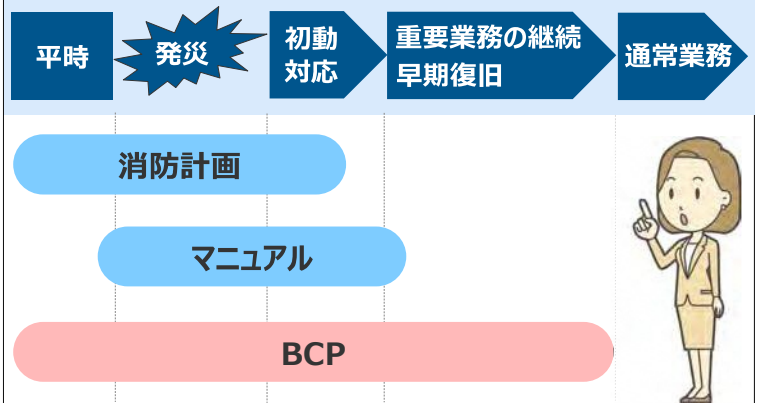 平時
発災
初動
対応
重要業務の継続
早期復旧
通常業務
消防計画
マニュアル
BCP